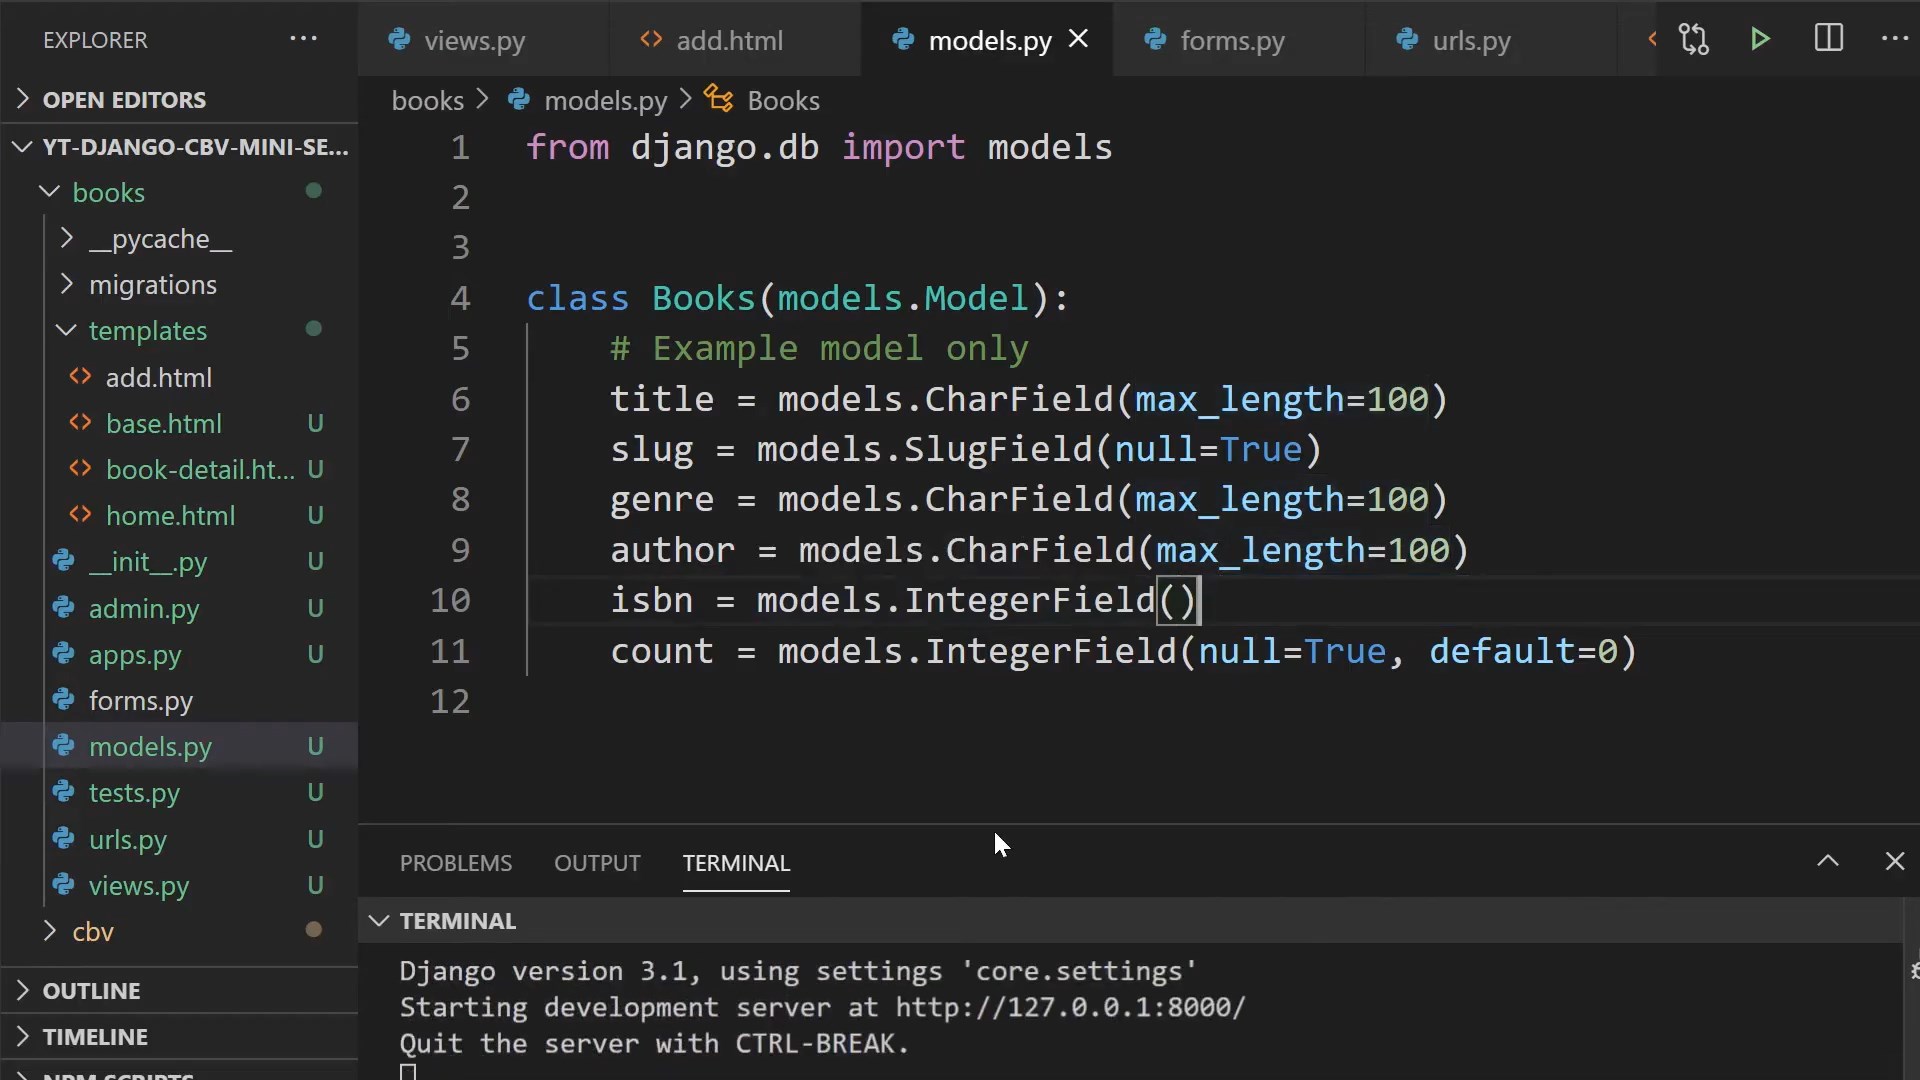 EXPLORER
OPEN EDITORS
YT-DJANGO-CBV-MINI-SE...
books
__pycache__
migrations
templates
add.html
base.html U
book-detail.ht... U
home.html U
__init__.py U
admin.py U
apps.py U
forms.py
models.py U
tests.py U
urls.py U
views.py U
cbv
OUTLINE
TIMELINE
NPM SCRIPTS
views.py add.html models.py forms.py urls.py
books > models.py > Books
1 from django.db import models
2
3
4 class Books(models.Model):
5 # Example model only
6 title = models.CharField(max_length=100)
7 slug = models.SlugField(null=True)
8 genre = models.CharField(max_length=100)
9 author = models.CharField(max_length=100)
10 isbn = models.IntegerField()
11 count = models.IntegerField(null=True, default=0)
12
PROBLEMS OUTPUT TERMINAL
TERMINAL
Django version 3.1, using settings 'core.settings'
Starting development server at http://127.0.0.1:8000/
Quit the server with CTRL-BREAK.